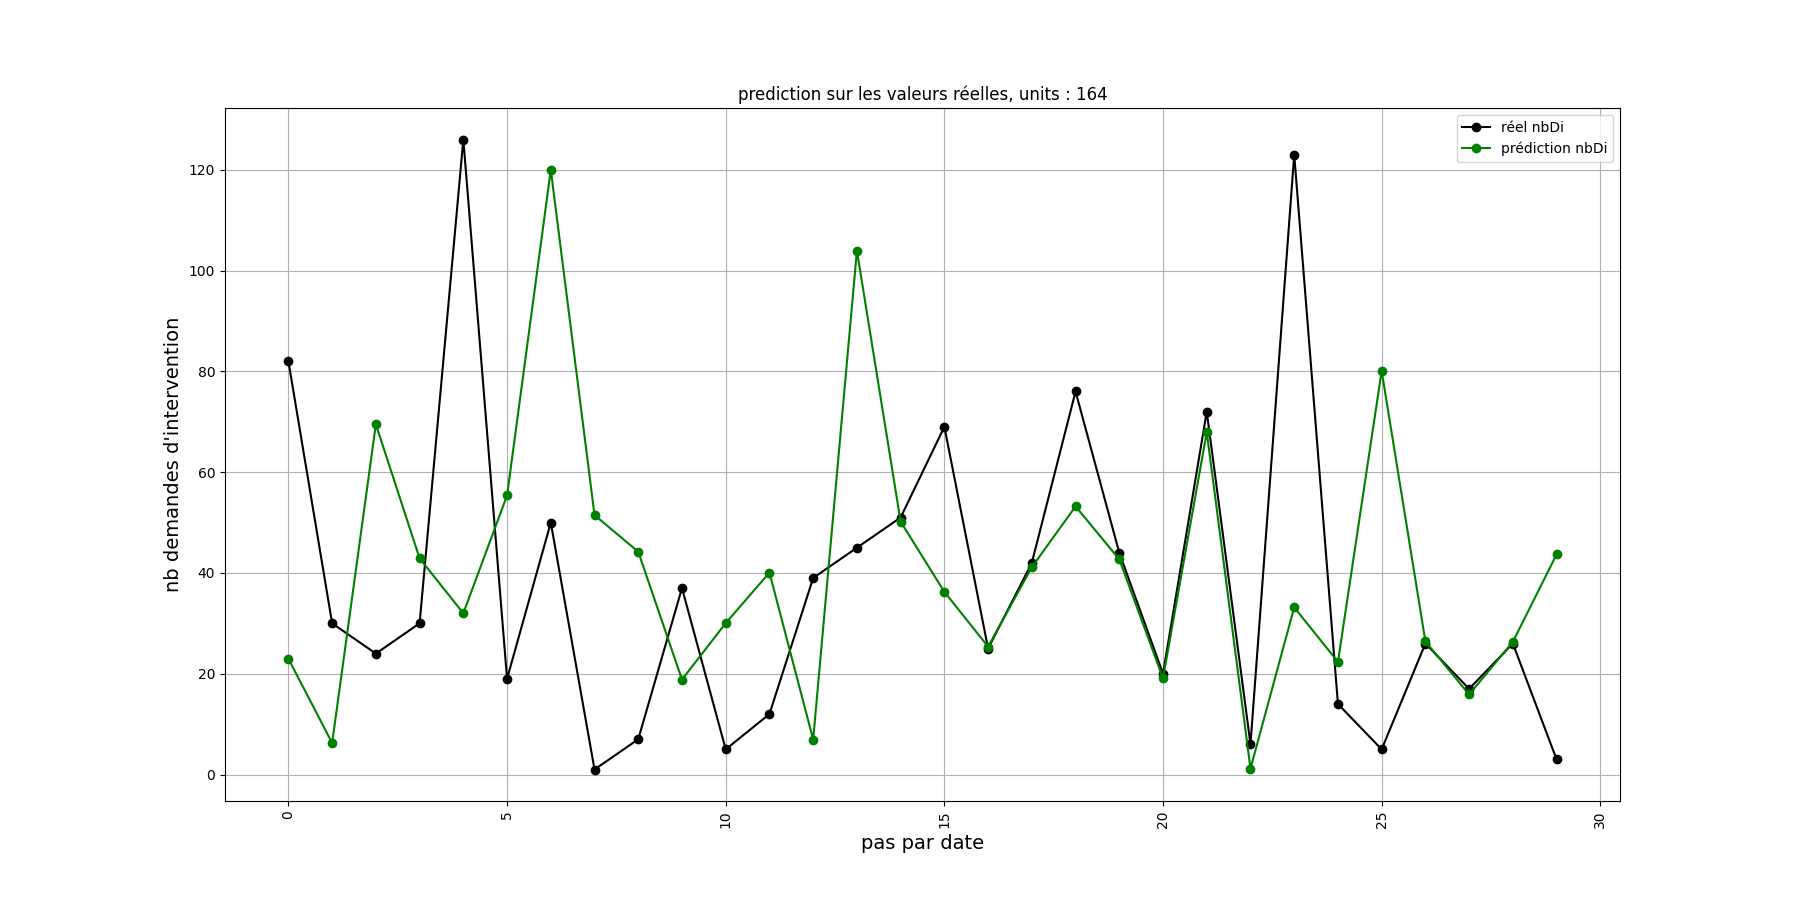 prediction sur les valeurs réelles, units : 164
réel nbDi
prédiction nbDi
120
100
80
60
40
20
0
nb demandes d'intervention
0
5
10
15
20
25
30
pas par date